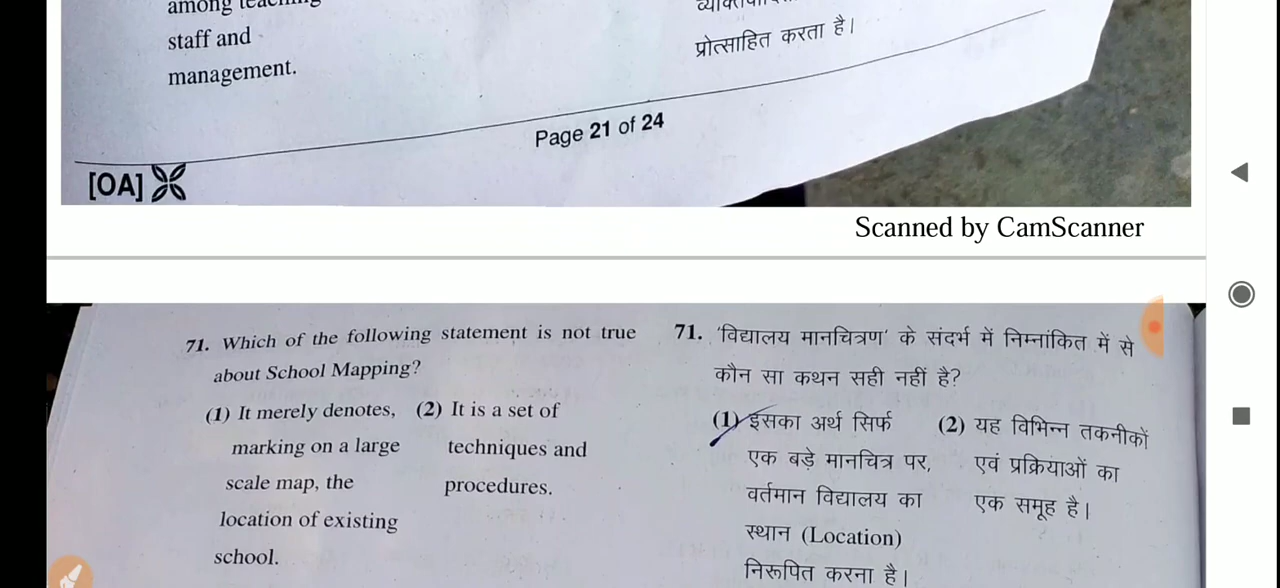 among
staff and
management.
प्रोत्साहित करता है।
Page 21 of 24
[OA]
Scanned by CamScanner
71. Which of the following statement is not true
about School Mapping?
(1) It merely denotes,
marking on a large
scale map, the
location of existing
school.
(2) It is a set of
techniques and
procedures.
71. 'विद्यालय मानचित्रण' के संदर्भ में निम्नांकित में से
कौन सा कथन सही नहीं है?
(1) इसका अर्थ सिर्फ
एक बड़े मानचित्र पर,
वर्तमान विद्यालय का
स्थान (Location)
निरूपित करना है।
(2) यह विभिन्न तकनीकों
एवं प्रक्रियाओं का
एक समूह है।